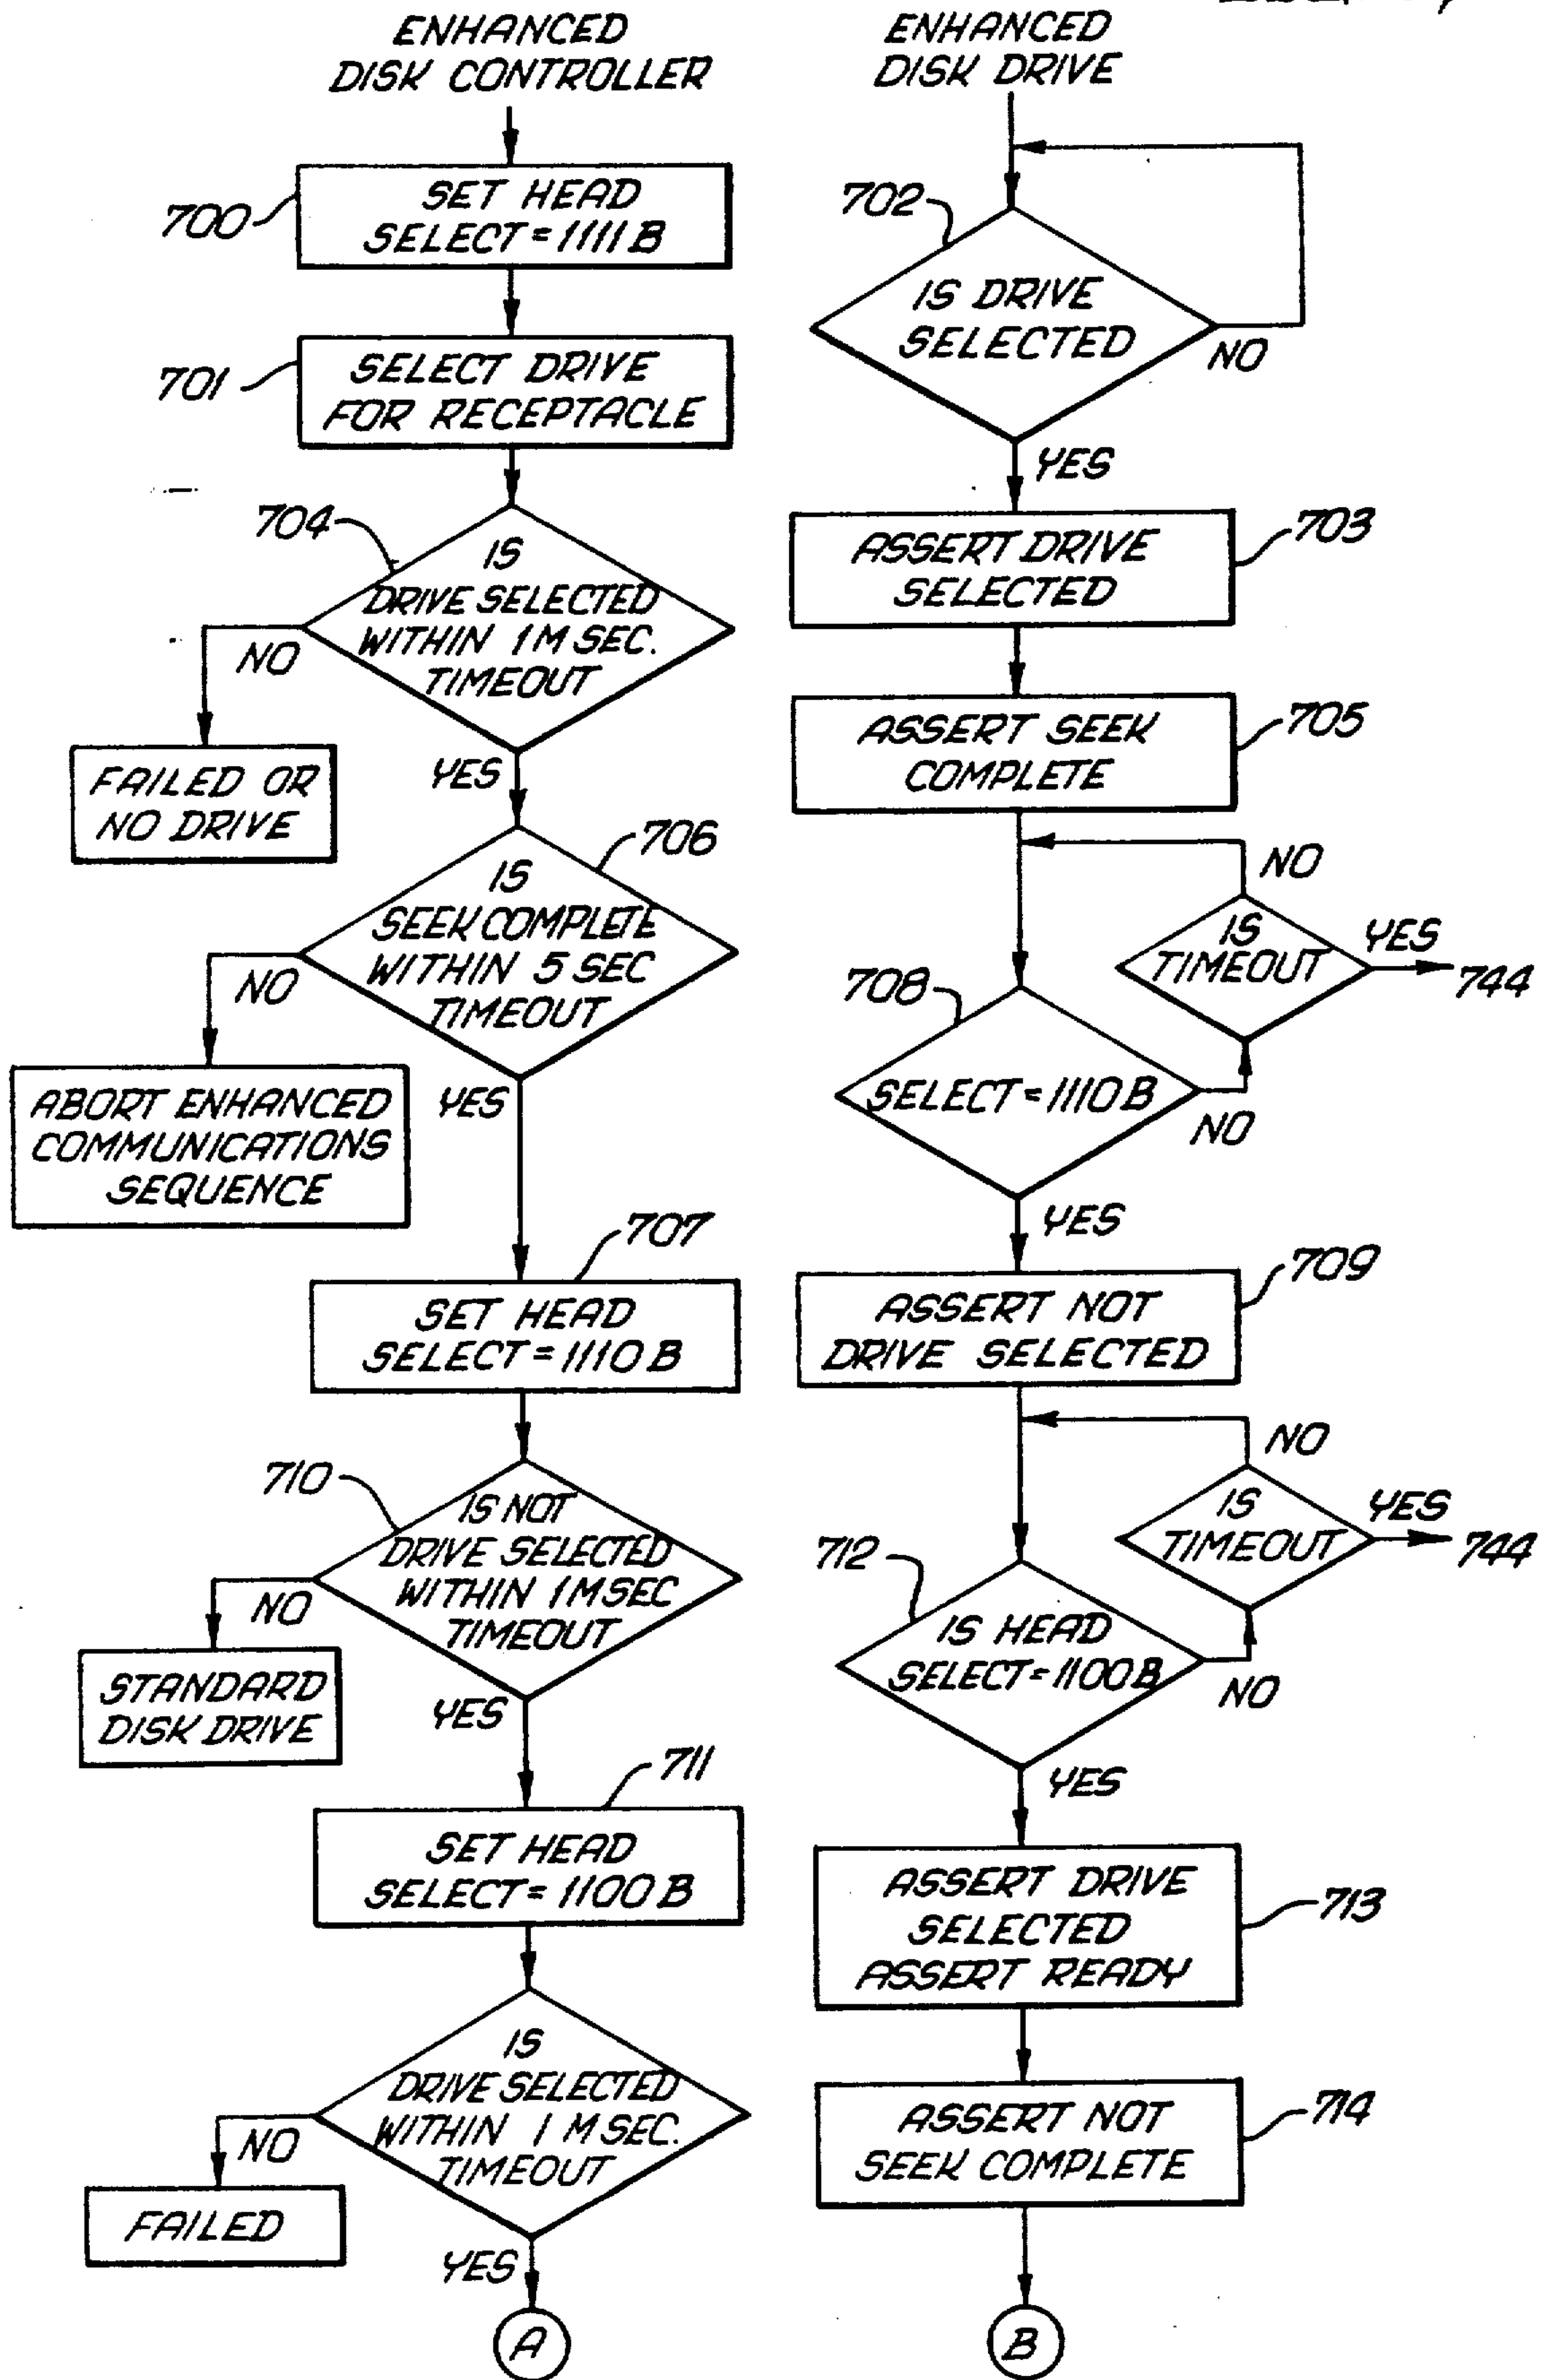 ENHANCED
DISK CONTROLLER
700
SET HEAD
SELECT = 1111 B
701
SELECT DRIVE
FOR RECEPTACLE
704
IS
DRIVE SELECTED
WITHIN 1 M SEC.
TIMEOUT
NO
FAILED OR
NO DRIVE
YES
706
IS
SEEK COMPLETE
WITHIN 5 SEC
TIMEOUT
NO
ABORT ENHANCED
COMMUNICATIONS
SEQUENCE
YES
707
SET HEAD
SELECT = 1110 B
710
IS NOT
DRIVE SELECTED
WITHIN 1 MSEC
TIMEOUT
NO
STANDARD
DISK DRIVE
YES
711
SET HEAD
SELECT = 1100 B
IS
DRIVE SELECTED
WITHIN 1 M SEC.
TIMEOUT
NO
FAILED
YES
A
ENHANCED
DISK DRIVE
702
IS DRIVE
SELECTED
NO
YES
703
ASSERT DRIVE
SELECTED
705
ASSERT SEEK
COMPLETE
NO
IS
TIMEOUT
YES
744
708
SELECT = 1110 B
NO
YES
709
ASSERT NOT
DRIVE SELECTED
NO
IS
TIMEOUT
YES
744
712
IS HEAD
SELECT = 1100 B
NO
YES
713
ASSERT DRIVE
SELECTED
ASSERT READY
714
ASSERT NOT
SEEK COMPLETE
B